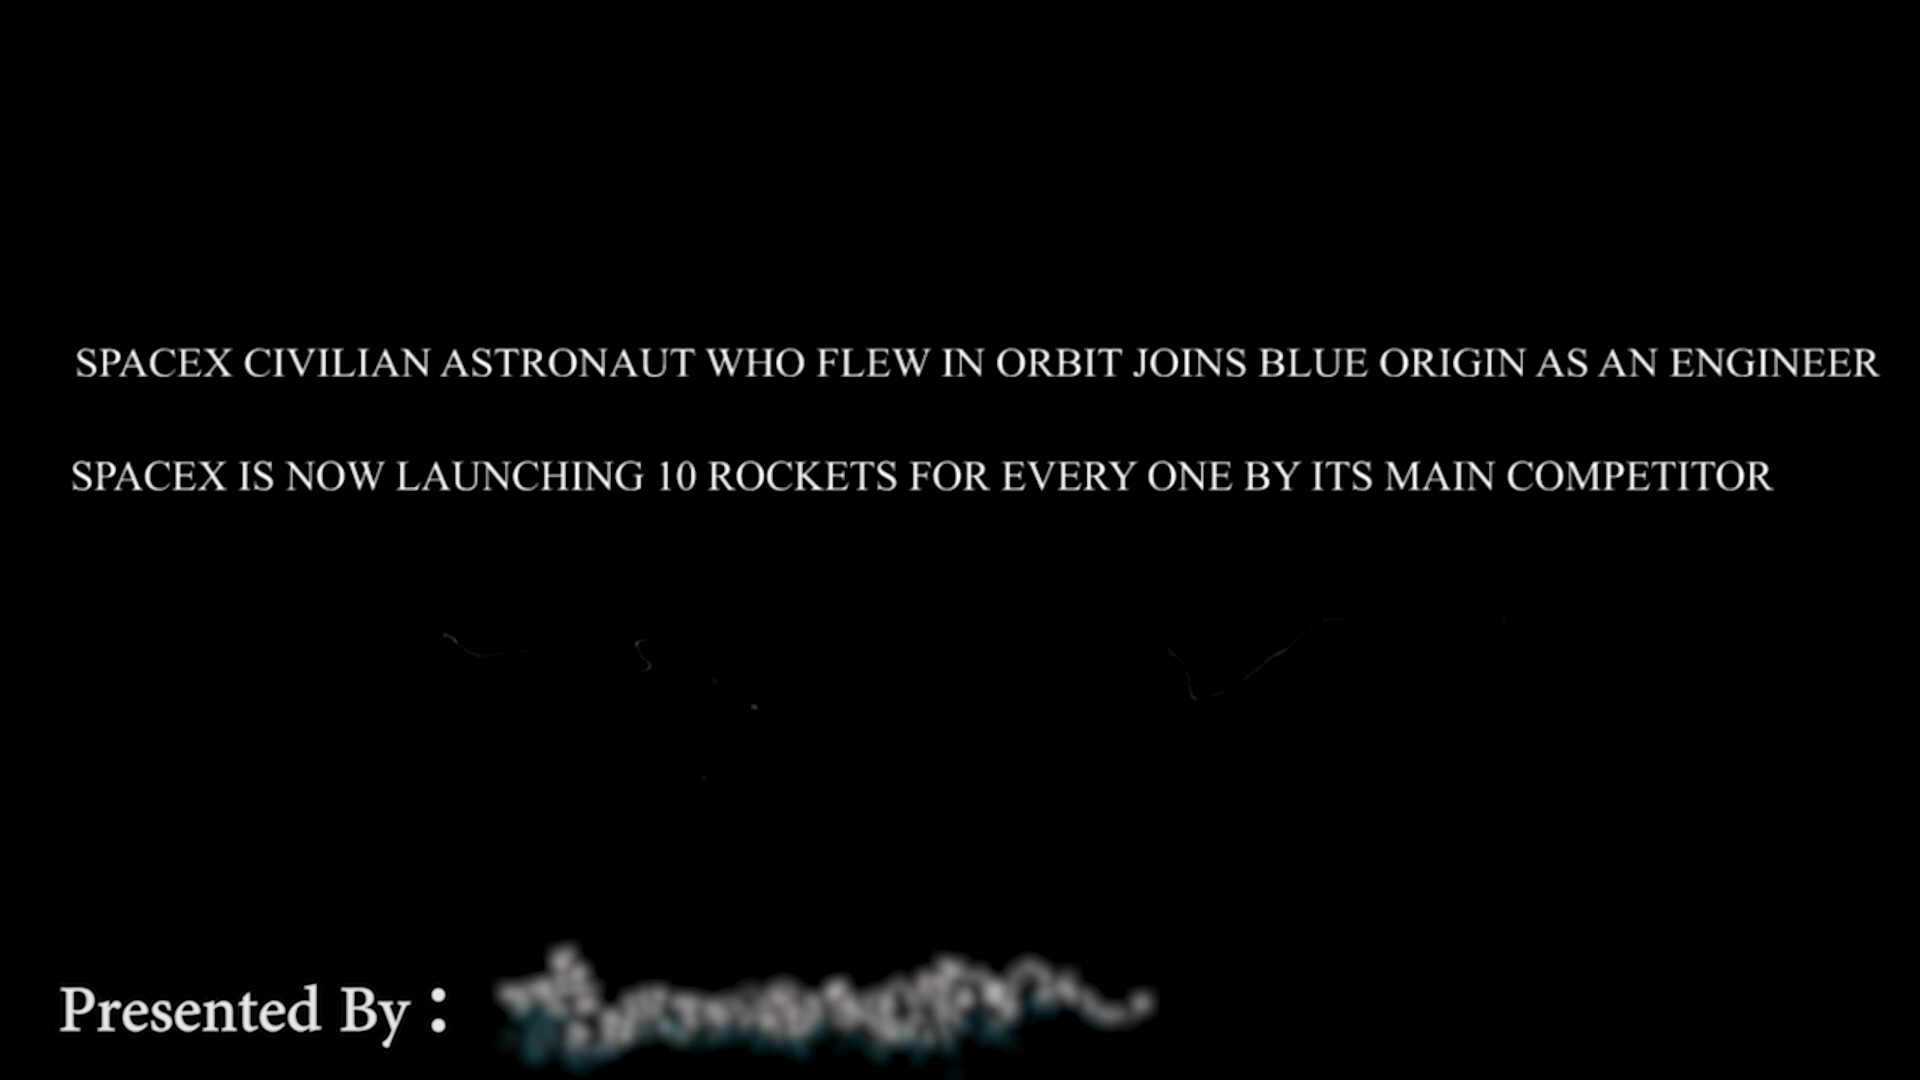 SPACEX CIVILIAN ASTRONAUT WHO FLEW IN ORBIT JOINS BLUE ORIGIN AS AN ENGINEER
SPACEX IS NOW LAUNCHING 10 ROCKETS FOR EVERY ONE BY ITS MAIN COMPETITOR
Presented By :